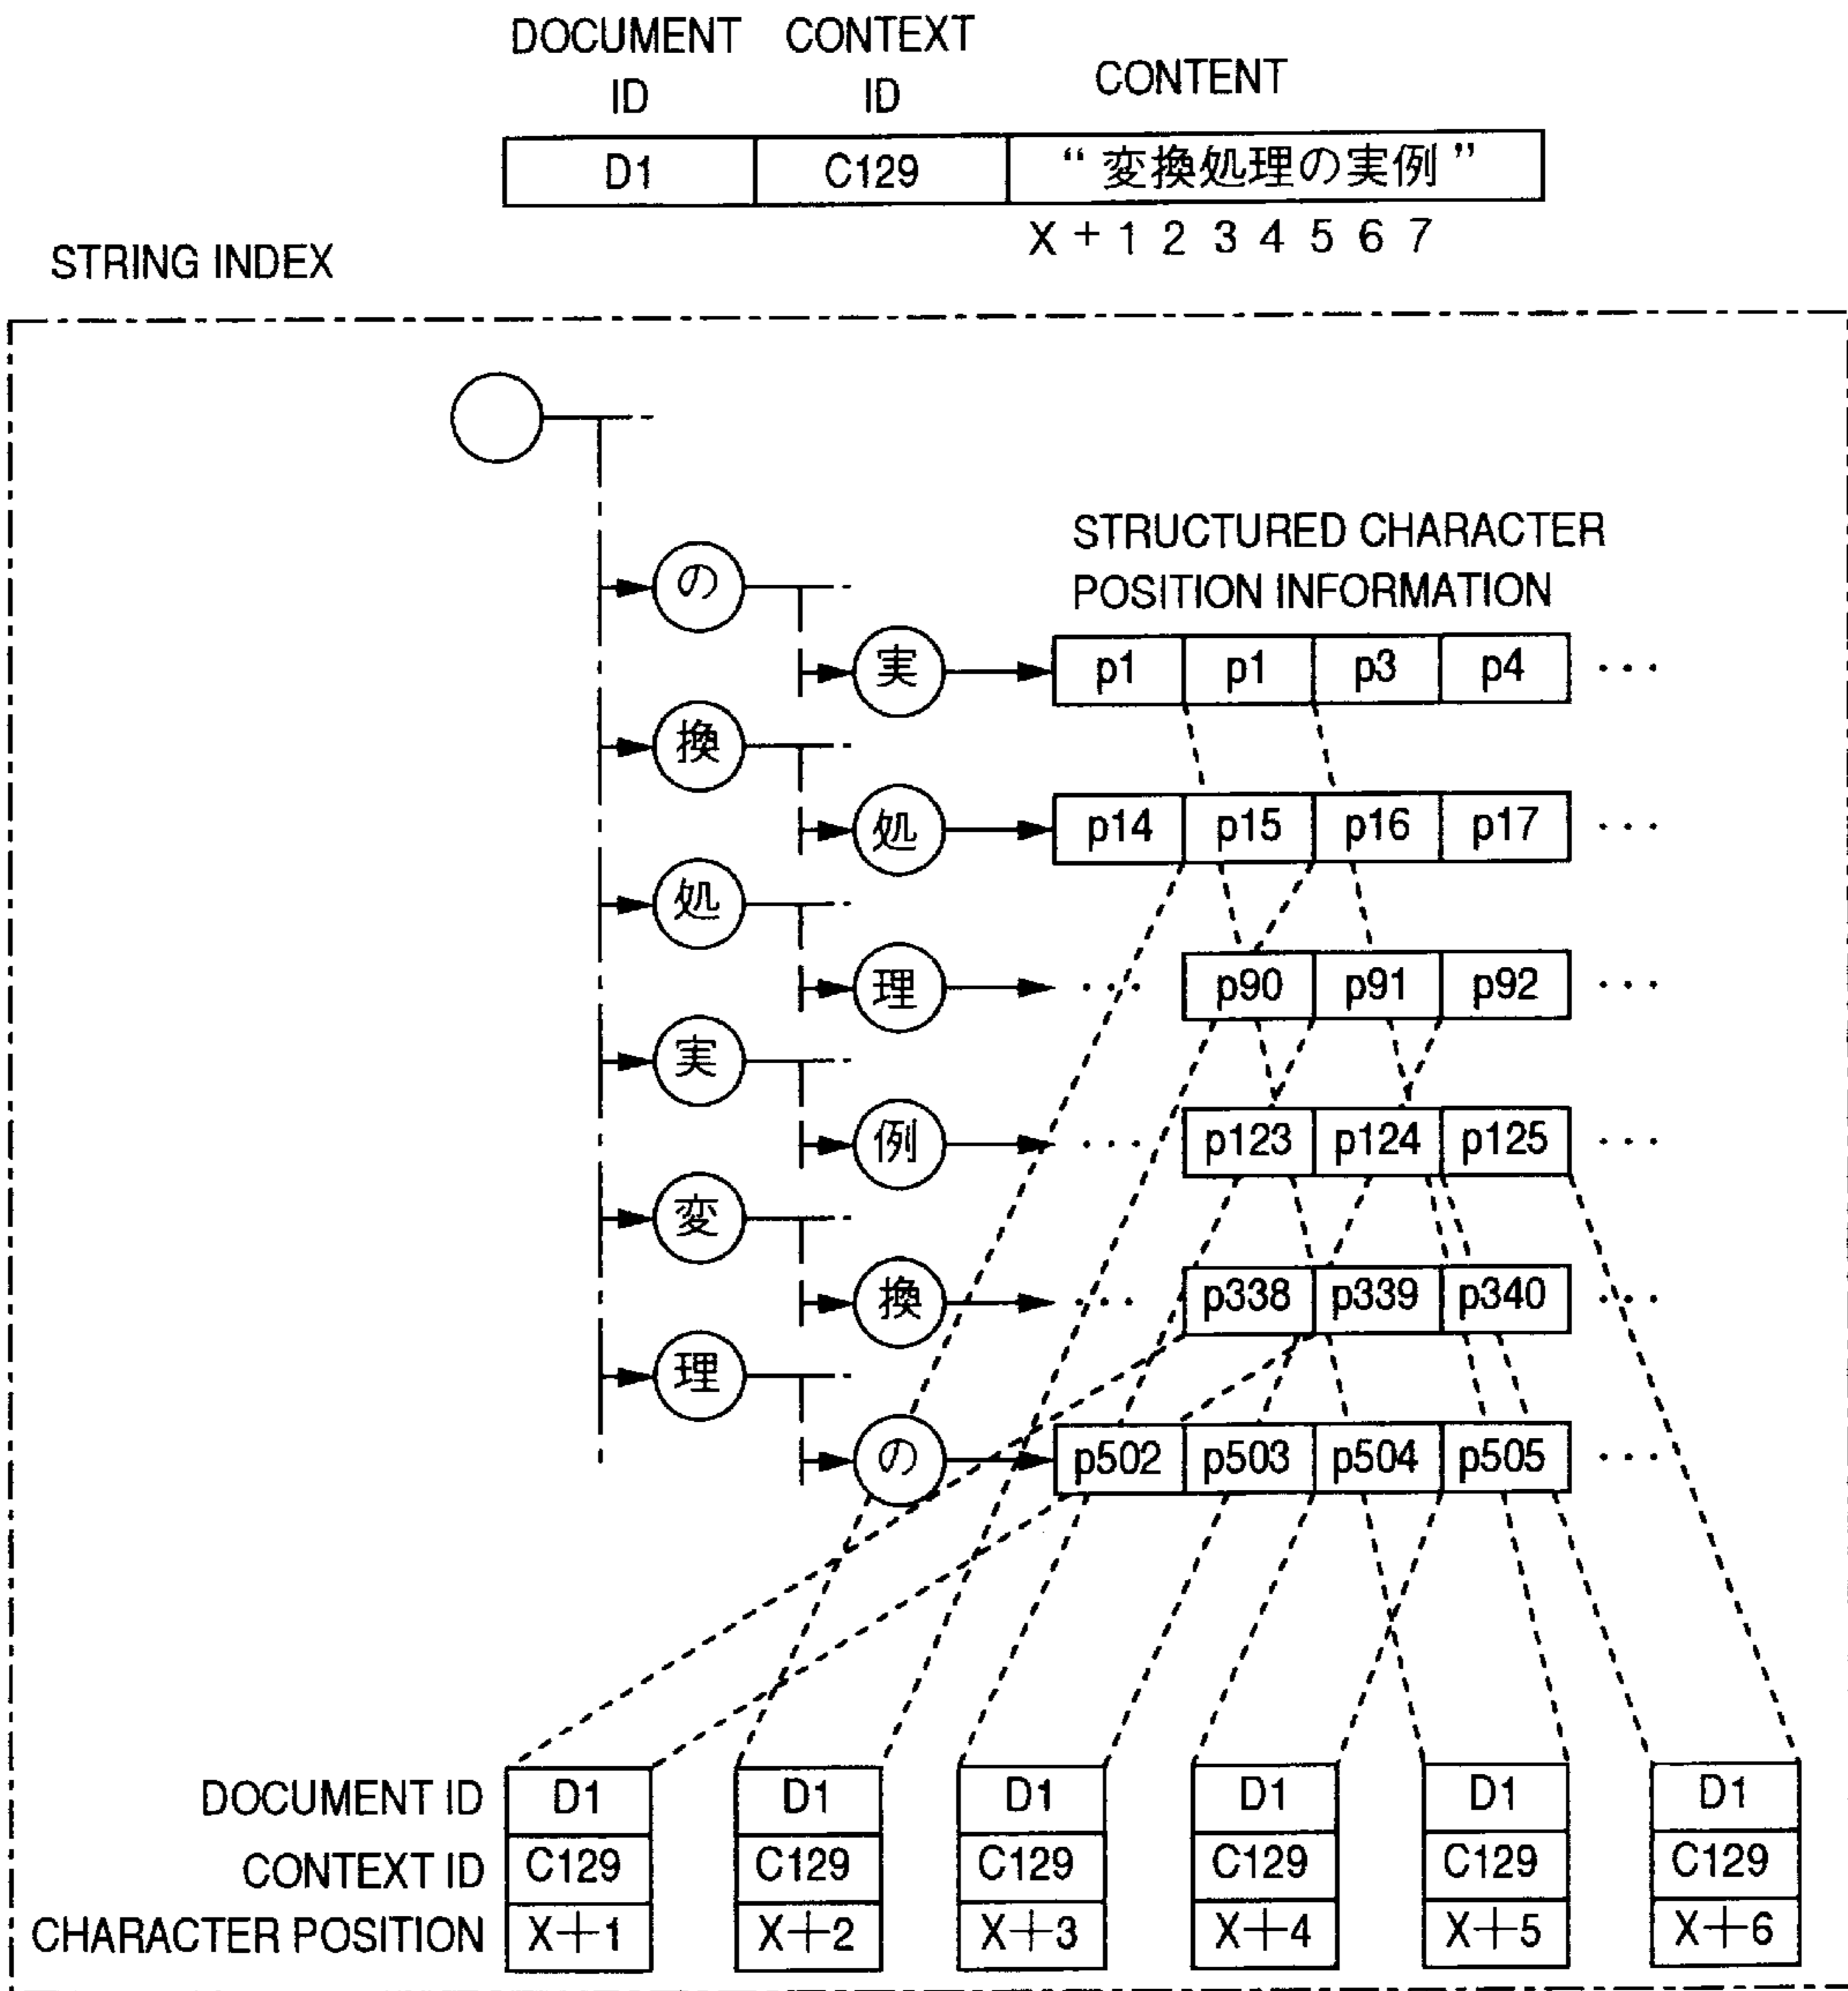 DOCUMENT CONTEXT
ID ID CONTENT
D1 C129 “変換処理の実例”
X + 1 2 3 4 5 6 7
STRING INDEX
STRUCTURED CHARACTER
POSITION INFORMATION
の
実 p1 p1 p3 p4 ...
換
処 p14 p15 p16 p17 ...
処
理 ... p90 p91 p92 ...
実
例 ... p123 p124 p125 ...
変
換 ... p338 p339 p340 ...
理
の p502 p503 p504 p505 ...
DOCUMENT ID D1 D1 D1 D1 D1 D1
CONTEXT ID C129 C129 C129 C129 C129 C129
CHARACTER POSITION X+1 X+2 X+3 X+4 X+5 X+6